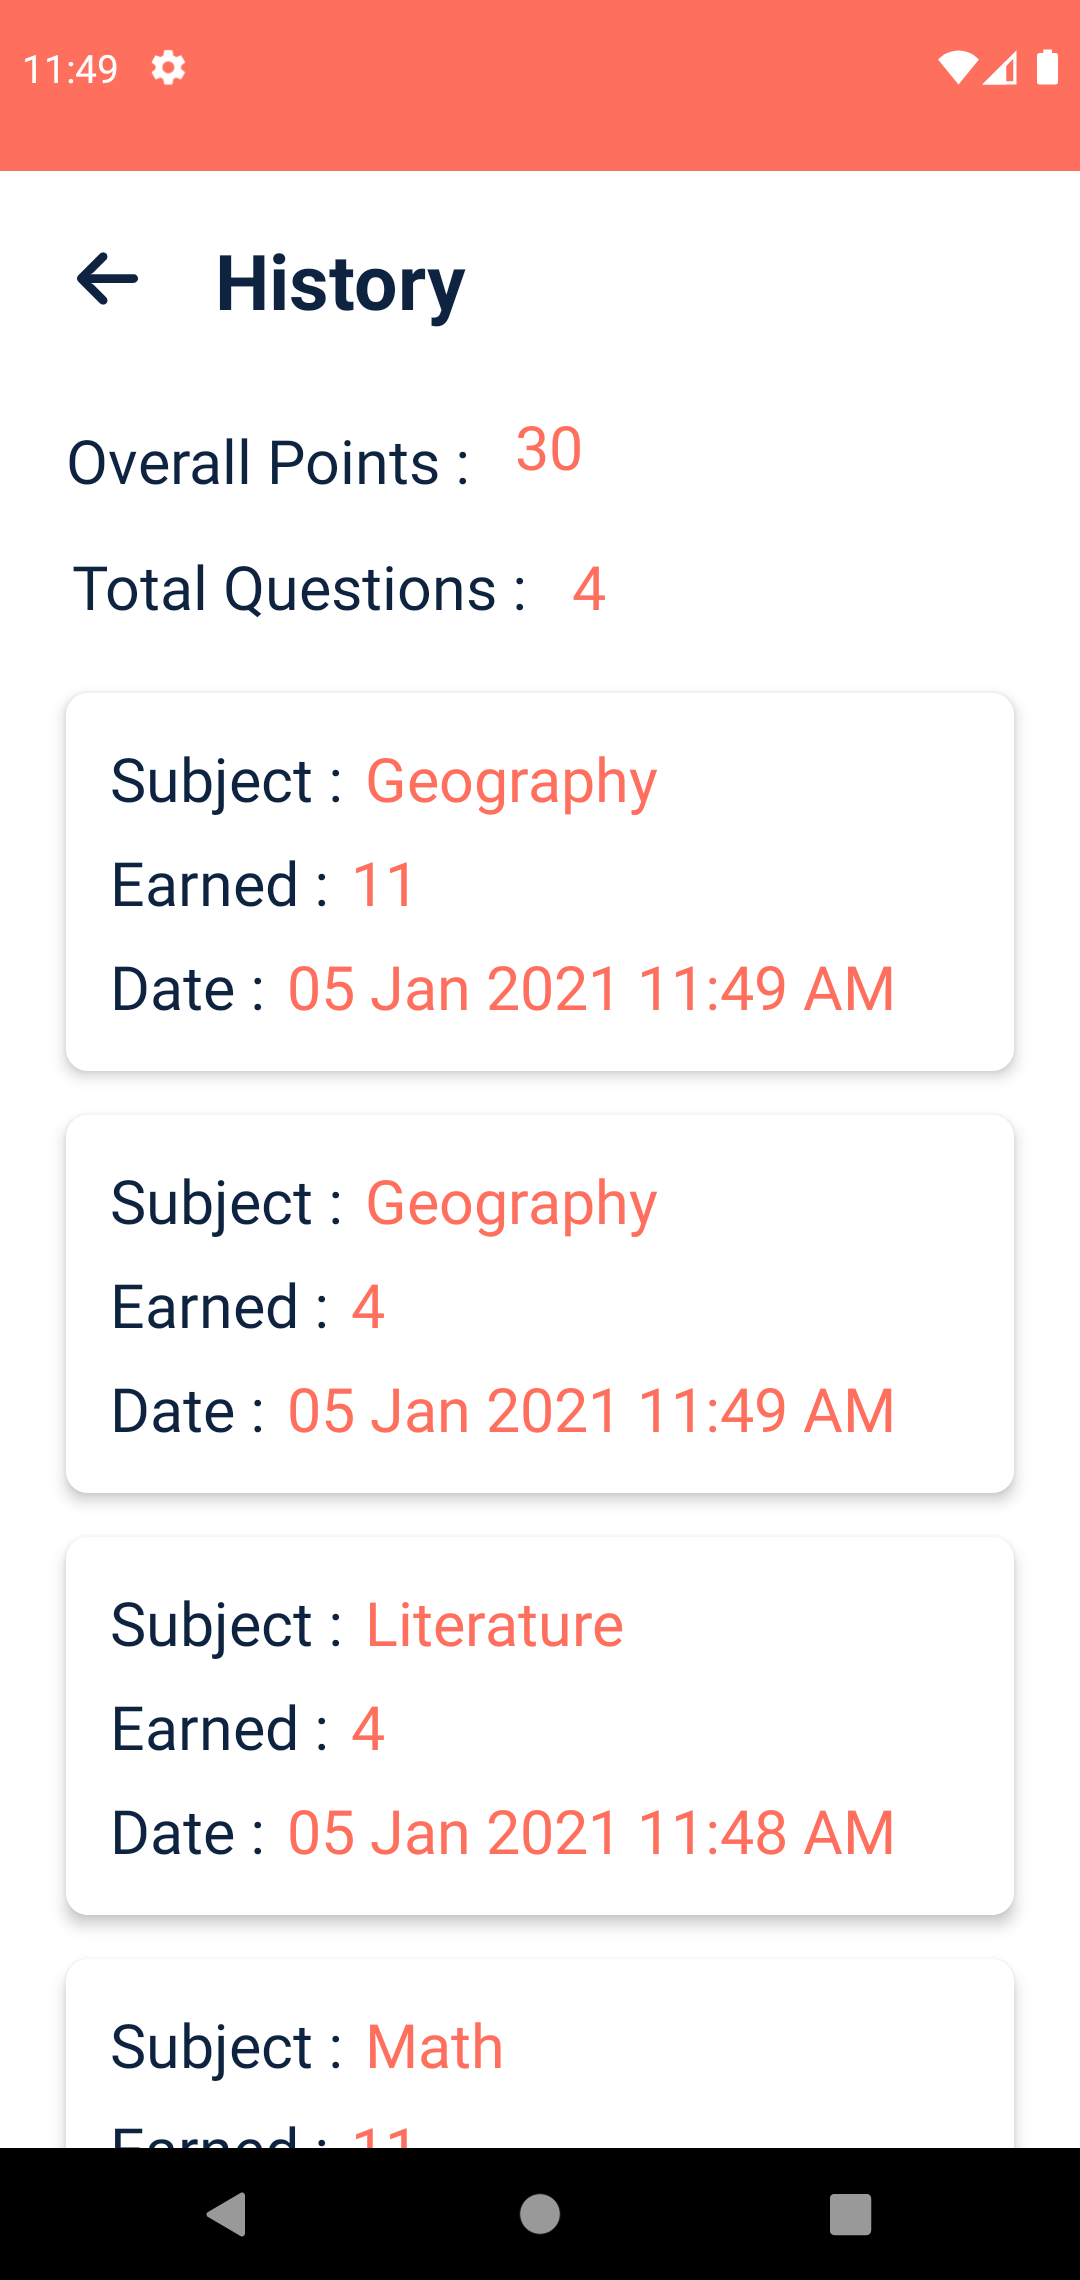 11:49
History
Overall Points : 30
Total Questions : 4
Subject : Geography
Earned : 11
Date : 05 Jan 2021 11:49 AM
Subject : Geography
Earned : 4
Date : 05 Jan 2021 11:49 AM
Subject : Literature
Earned : 4
Date : 05 Jan 2021 11:48 AM
Subject : Math
Earned : 11